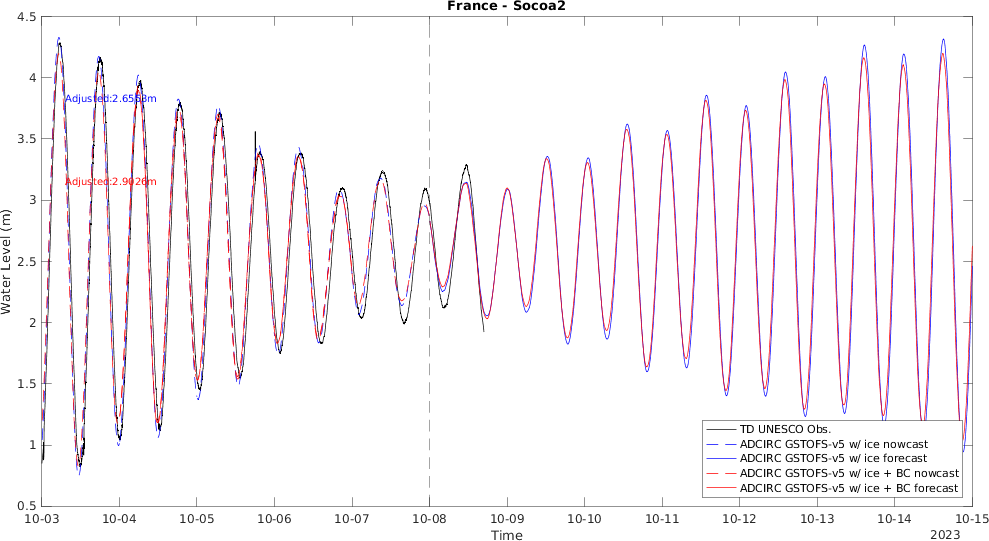 France - Socoa2
4.5
4
3.5
3
2.5
2
1.5
1
0.5
Water Level (m)
Adjusted:2.6553m
Adjusted:2.9026m
TD UNESCO Obs.
ADCIRC GSTOFS-v5 w/ ice nowcast
ADCIRC GSTOFS-v5 w/ ice forecast
ADCIRC GSTOFS-v5 w/ ice + BC nowcast
ADCIRC GSTOFS-v5 w/ ice + BC forecast
10-03 10-04 10-05 10-06 10-07 10-08 10-09 10-10 10-11 10-12 10-13 10-14 10-15
Time
2023